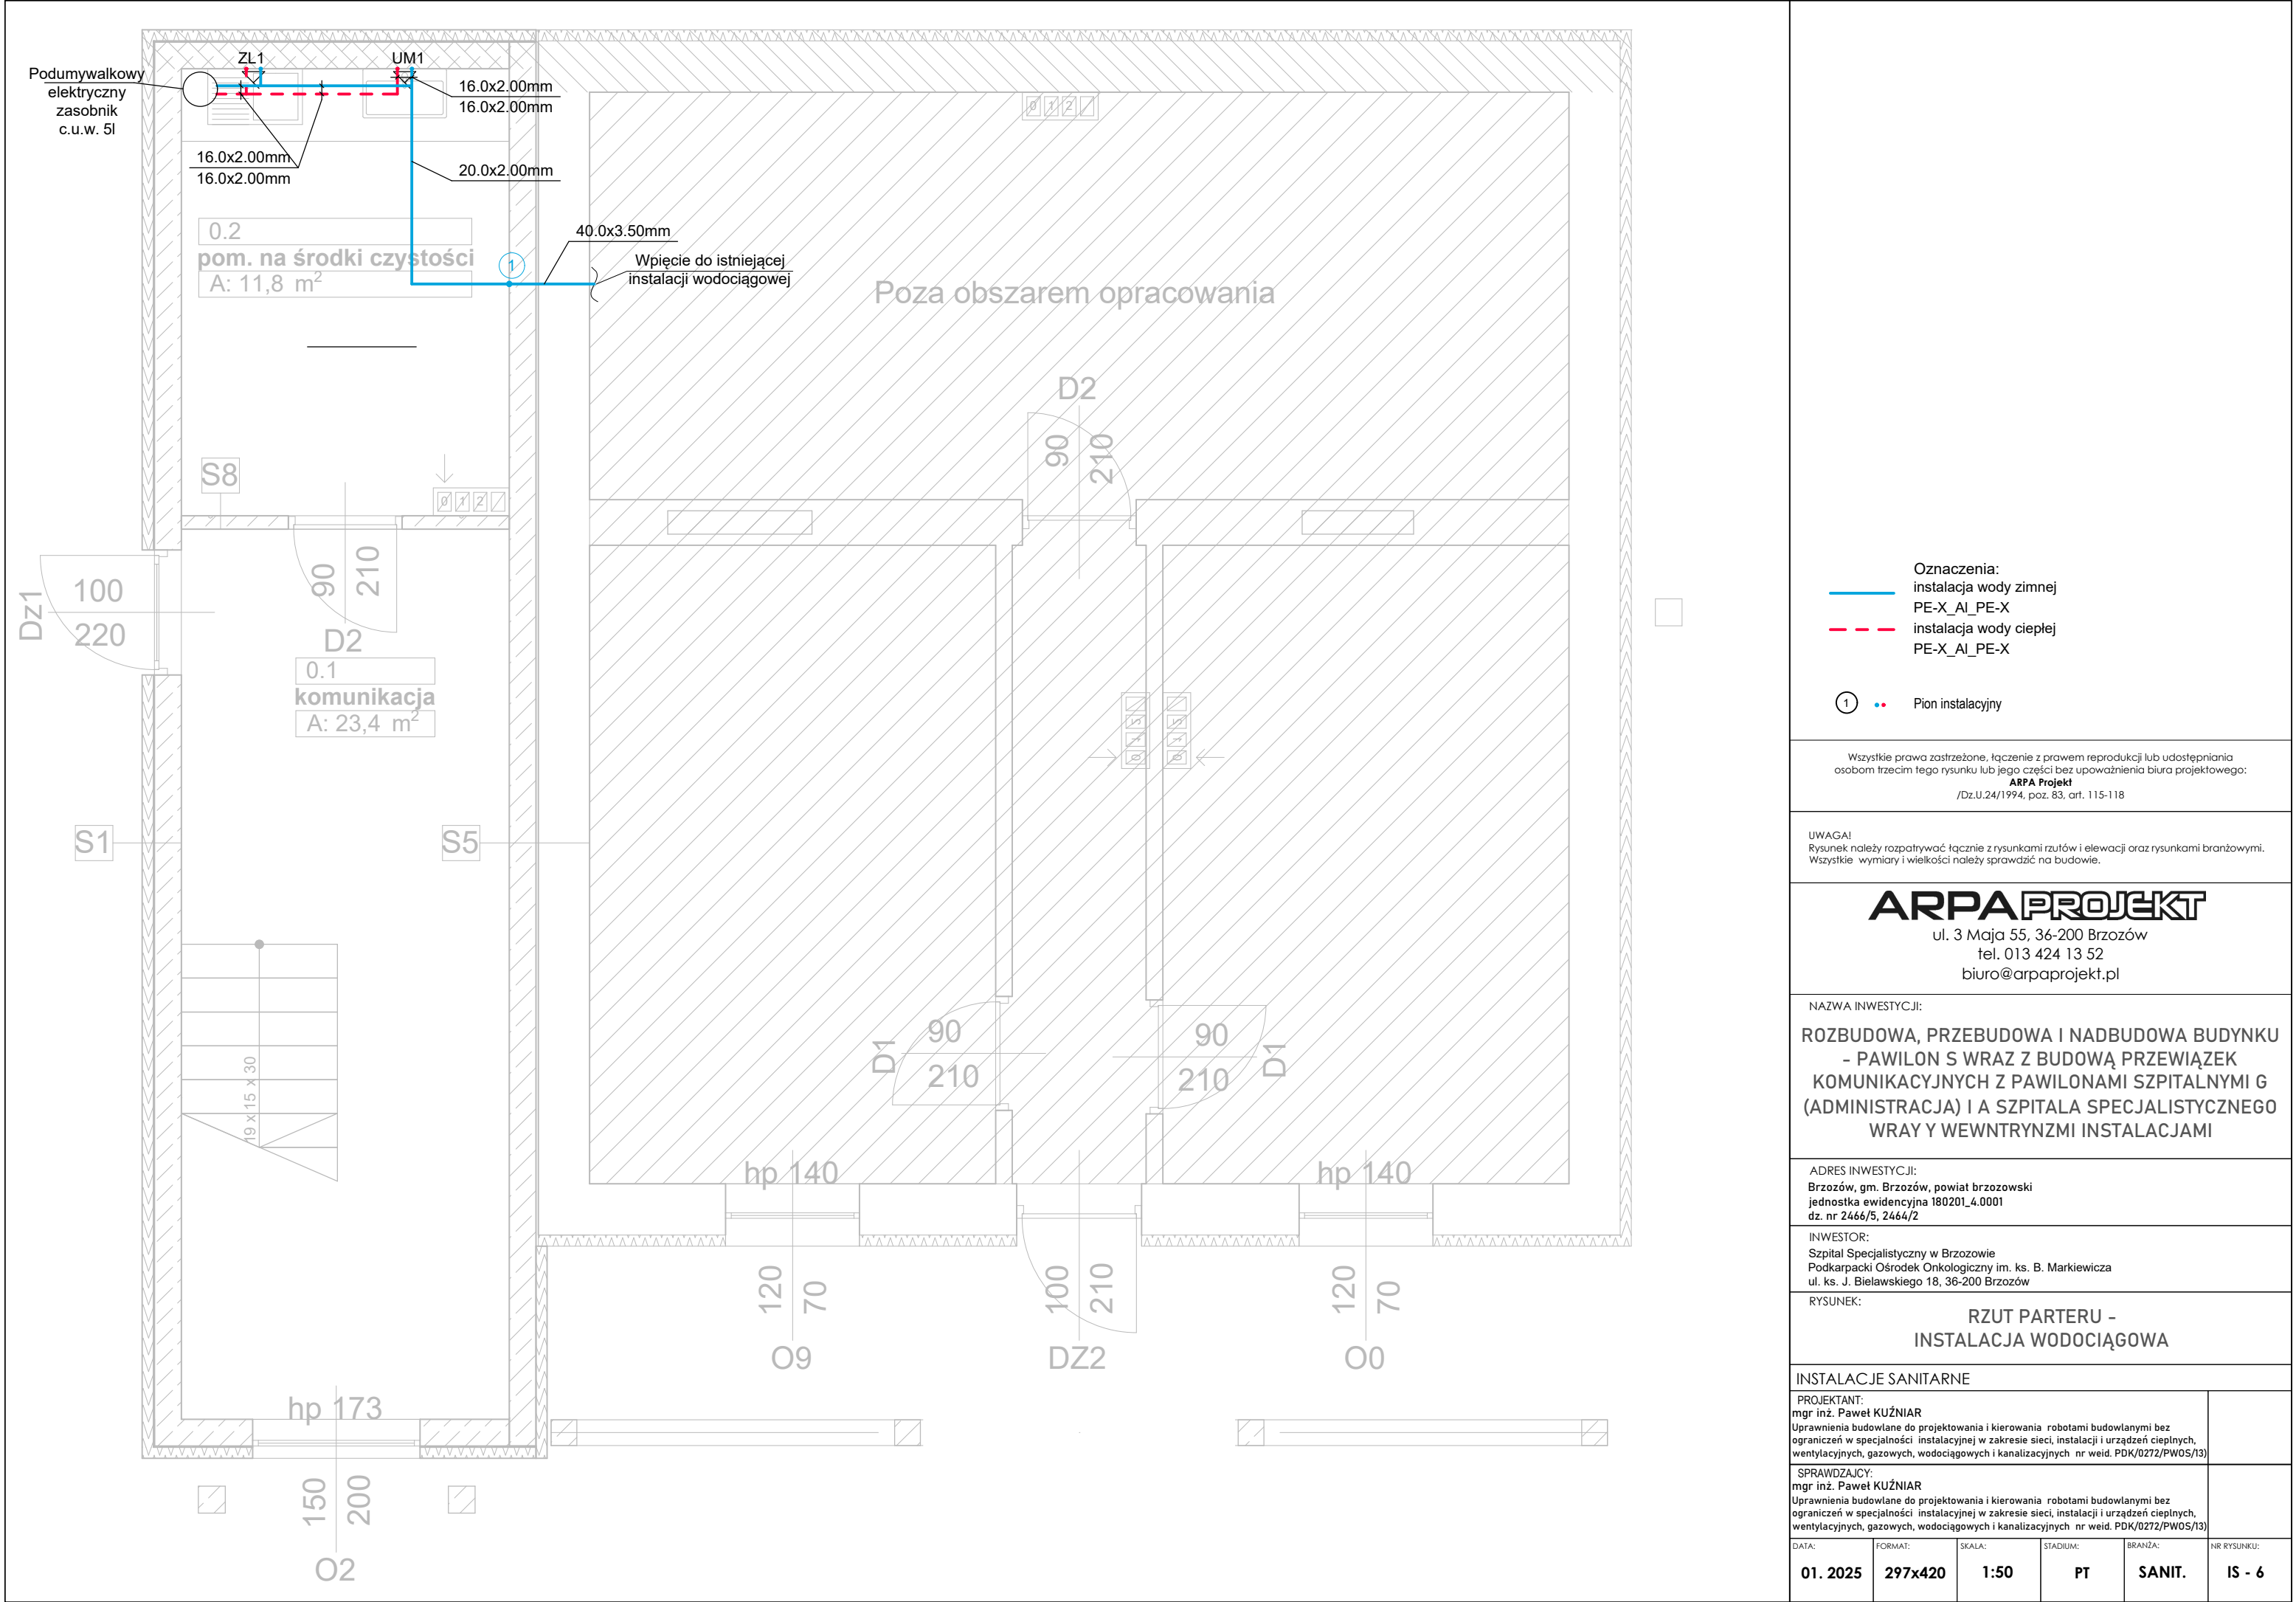 ZL1
UM1
Podumywalkowy
elektryczny
zasobnik
c.u.w. 5l
16.0x2.00mm
16.0x2.00mm
16.0x2.00mm
16.0x2.00mm
20.0x2.00mm
0.2
pom. na środki czystości
A: 11,8 m²
1
40.0x3.50mm
Wpięcie do istniejącej
instalacji wodociągowej
Poza obszarem opracowania
0 1 2
D2
90
210
S8
0 1 2
Dz1
100
220
90
210
D2
0.1
komunikacja
A: 23,4 m²
S1
S5
19 x 15 x 30
D1
90
210
90
210
D1
hp 140
hp 140
120
70
O9
100
210
DZ2
120
70
O0
hp 173
150
200
O2
Oznaczenia:
instalacja wody zimnej
PE-X_Al_PE-X
instalacja wody ciepłej
PE-X_Al_PE-X
1
Pion instalacyjny
Wszystkie prawa zastrzeżone, łączenie z prawem reprodukcji lub udostępniania
osobom trzecim tego rysunku lub jego części bez upoważnienia biura projektowego:
ARPA Projekt
/Dz.U.24/1994, poz. 83, art. 115-118
UWAGA!
Rysunek należy rozpatrywać łącznie z rysunkami rzutów i elewacji oraz rysunkami branżowymi.
Wszystkie wymiary i wielkości należy sprawdzić na budowie.
ARPA PROJEKT
ul. 3 Maja 55, 36-200 Brzozów
tel. 013 424 13 52
biuro@arpaprojekt.pl
NAZWA INWESTYCJI:
ROZBUDOWA, PRZEBUDOWA I NADBUDOWA BUDYNKU
- PAWILON S WRAZ Z BUDOWĄ PRZEWIĄZEK
KOMUNIKACYJNYCH Z PAWILONAMI SZPITALNYMI G
(ADMINISTRACJA) I A SZPITALA SPECJALISTYCZNEGO
WRAY Y WEWNTRYNZMI INSTALACJAMI
ADRES INWESTYCJI:
Brzozów, gm. Brzozów, powiat brzozowski
jednostka ewidencyjna 180201_4.0001
dz. nr 2466/5, 2464/2
INWESTOR:
Szpital Specjalistyczny w Brzozowie
Podkarpacki Ośrodek Onkologiczny im. ks. B. Markiewicza
ul. ks. J. Bielawskiego 18, 36-200 Brzozów
RYSUNEK:
RZUT PARTERU -
INSTALACJA WODOCIĄGOWA
INSTALACJE SANITARNE
PROJEKTANT:
mgr inż. Paweł KUŹNIAR
Uprawnienia budowlane do projektowania i kierowania robotami budowlanymi bez
ograniczeń w specjalności instalacyjnej w zakresie sieci, instalacji i urządzeń cieplnych,
wentylacyjnych, gazowych, wodociągowych i kanalizacyjnych nr weid. PDK/0272/PWOS/13)
SPRAWDZAJCY:
mgr inż. Paweł KUŹNIAR
Uprawnienia budowlane do projektowania i kierowania robotami budowlanymi bez
ograniczeń w specjalności instalacyjnej w zakresie sieci, instalacji i urządzeń cieplnych,
wentylacyjnych, gazowych, wodociągowych i kanalizacyjnych nr weid. PDK/0272/PWOS/13)
DATA: FORMAT: SKALA: STADIUM: BRANŻA: NR RYSUNKU:
01. 2025 297x420 1:50 PT SANIT. IS - 6